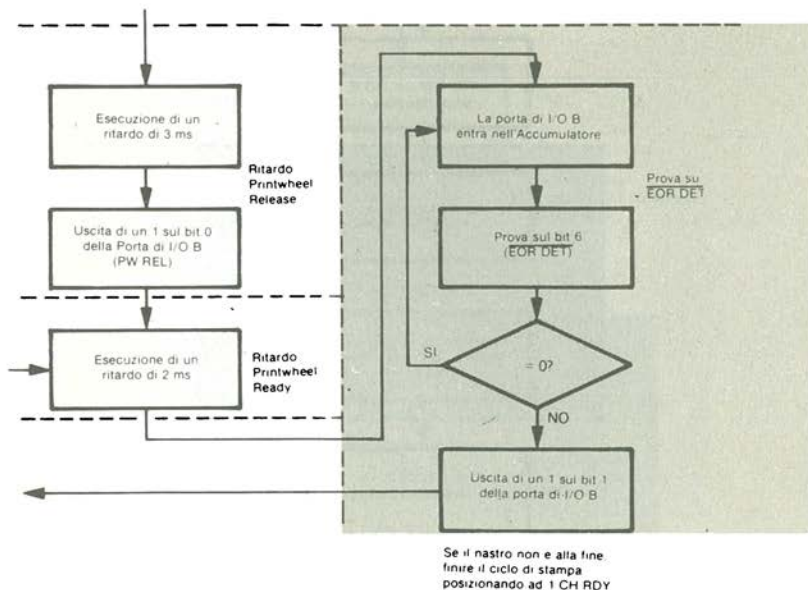 Esecuzione di un
ritardo di 3 ms
Ritardo
Printwheel
Release
Uscita di un 1 sul bit 0
della Porta di I/O B
(PW REL)
Esecuzione di un
ritardo di 2 ms
Ritardo
Printwheel
Ready
La porta di I/O B
entra nell'Accumulatore
Prova su
EOR DET
Prova sul bit 6
(EOR DET)
SI
= 0?
NO
Uscita di un 1 sul bit 1
della porta di I/O B
Se il nastro non e alla fine
finire il ciclo di stampa
posizionando ad 1 CH RDY